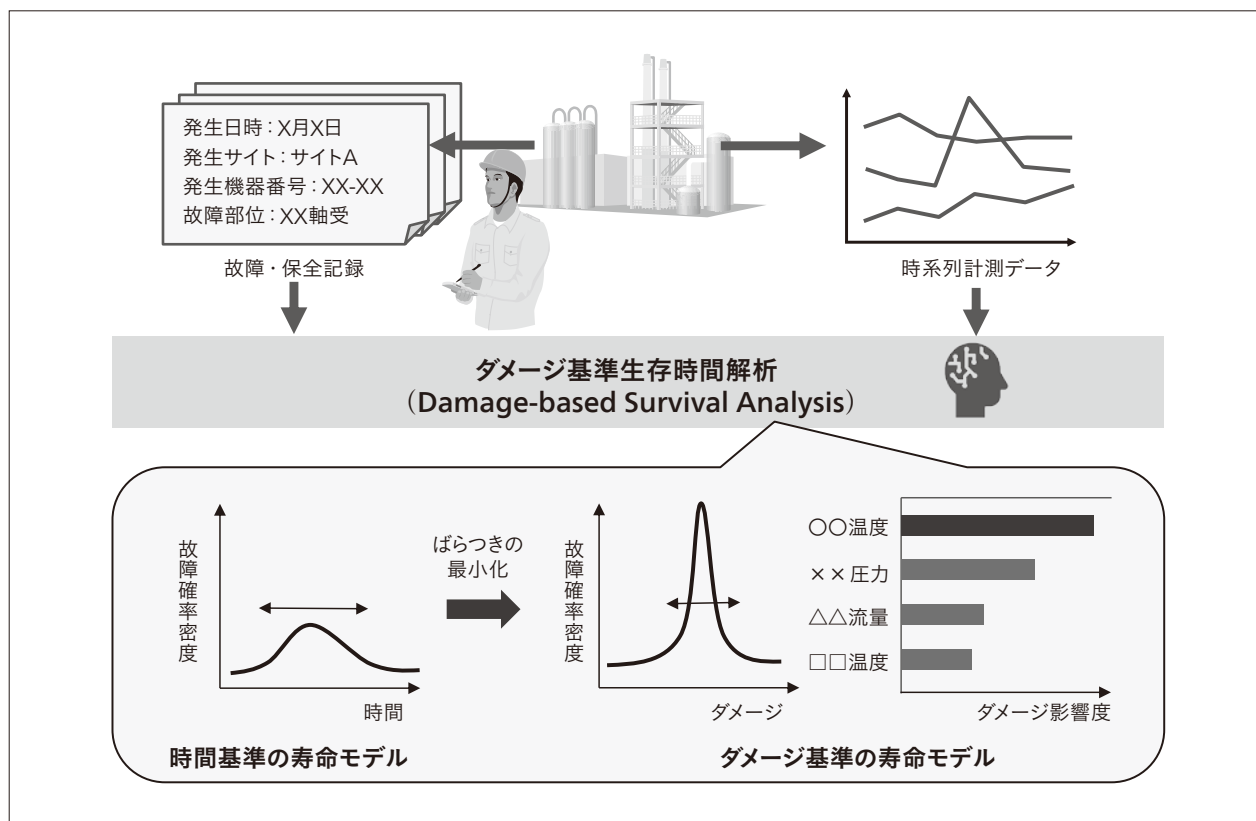 発生日時:X月X日
発生サイト:サイトA
発生機器番号:XX-XX
故障部位:XX軸受
故障・保全記録
時系列計測データ
ダメージ基準生存時間解析
(Damage-based Survival Analysis)
故障確率密度
時間
ばらつきの
最小化
故障確率密度
ダメージ
○○温度
××圧力
△△流量
□□温度
ダメージ影響度
時間基準の寿命モデル
ダメージ基準の寿命モデル